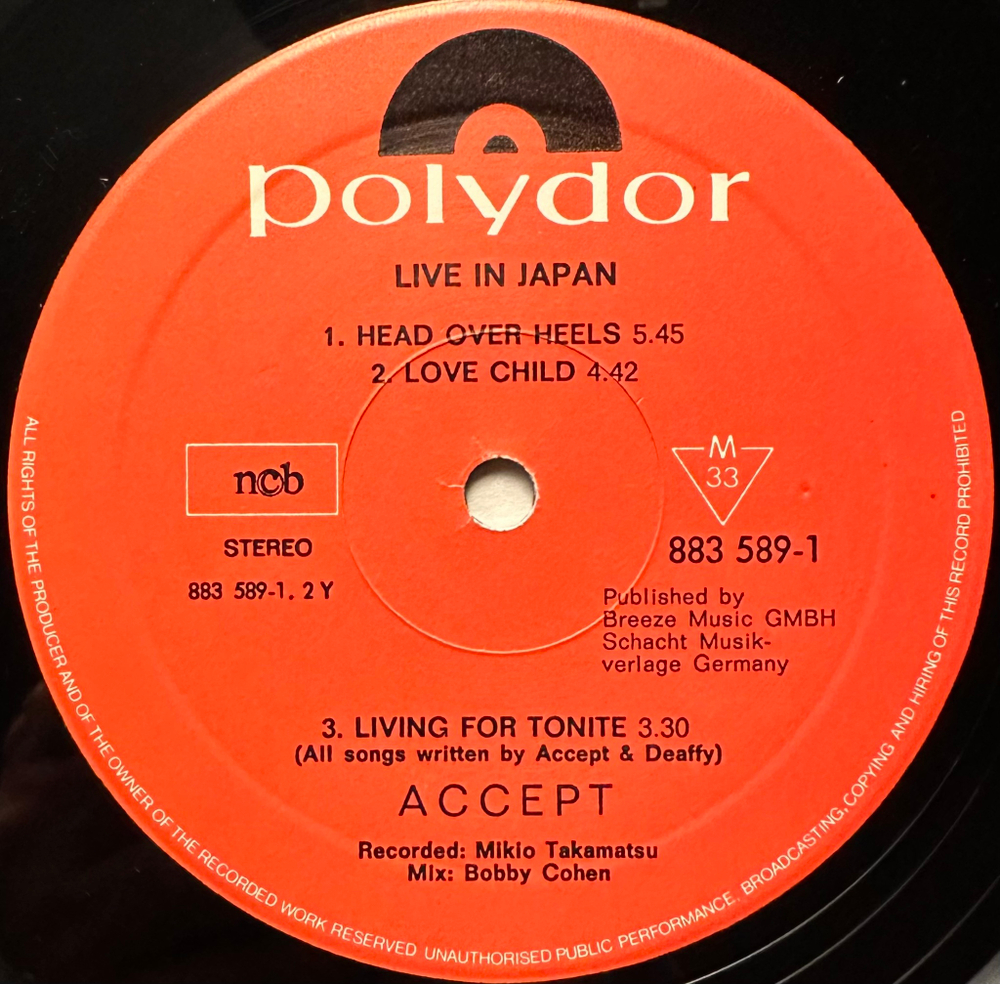 polydor
LIVE IN JAPAN
1. HEAD OVER HEELS 5.45
2. LOVE CHILD 4.42
ncb
STEREO
883 589-1. 2 Y
M
33
883 589-1
Published by
Breeze Music GMBH
Schacht Musik-
verlage Germany
3. LIVING FOR TONITE 3.30
(All songs written by Accept & Deaffy)
ACCEPT
Recorded: Mikio Takamatsu
Mix: Bobby Cohen
ALL RIGHTS OF THE PRODUCER AND OF THE OWNER OF THE RECORDED WORK RESERVED UNAUTHORISED PUBLIC PERFORMANCE. BROADCASTING, COPYING AND HIRING OF THIS RECORD PROHIBITED